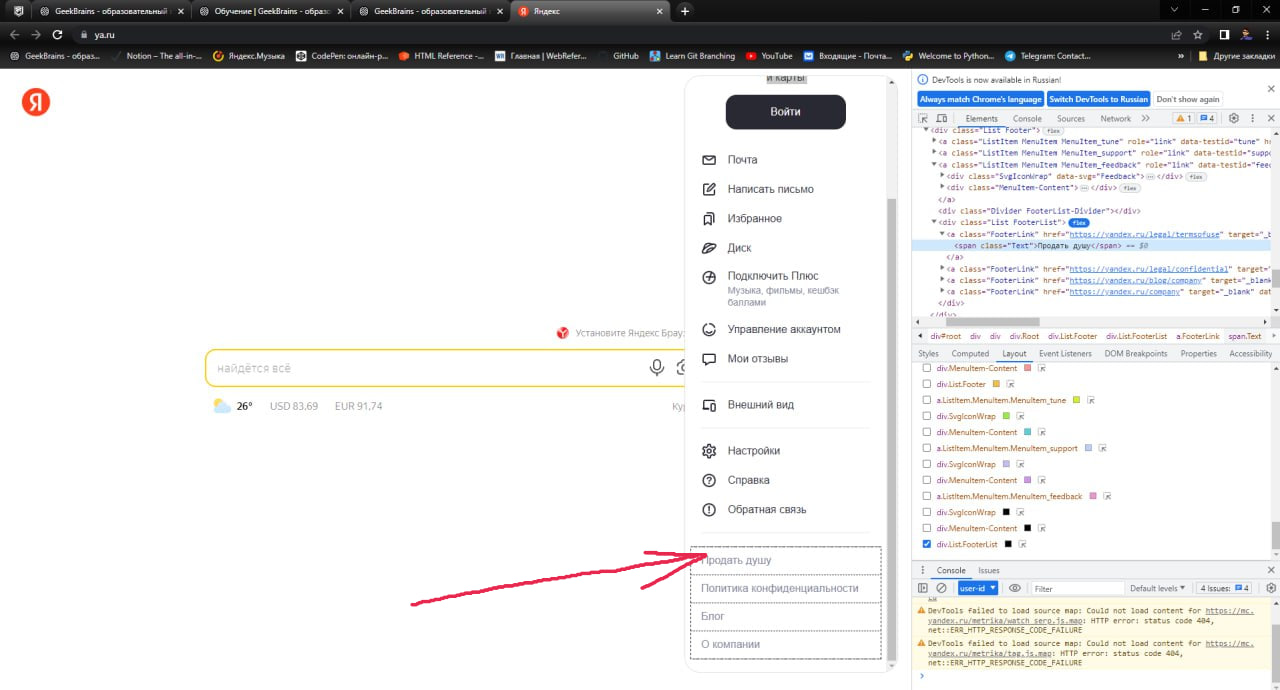 GeekBrains - образовательный
Обучение | GeekBrains - образо
GeekBrains - образовательный
Яндекс
ya.ru
GeekBrains - образ...
Notion – The all-in-...
Яндекс.Музыка
CodePen: онлайн-р...
HTML Reference -...
Главная | WebRefer...
GitHub
Learn Git Branching
YouTube
Входящие - Почта...
Welcome to Python...
Telegram: Contact...
»
Другие закладки
Я
и карты
Войти
Почта
Написать письмо
Избранное
Диск
Подключить Плюс
Музыка, фильмы, кешбэк
баллами
Управление аккаунтом
Мои отзывы
Внешний вид
Настройки
Справка
Обратная связь
Продать душу
Политика конфиденциальности
Блог
О компании
Установите Яндекс Брау
найдётся всё
26°
USD 83.69
EUR 91,74
Ку
DevTools is now available in Russian!
Always match Chrome's language
Switch DevTools to Russian
Don't show again
Elements
Console
Sources
Network
»
1
4
<div class="List Footer"> flex
<a class="ListItem MenuItem MenuItem_tune" role="link" data-testid="tune" h
<a class="ListItem MenuItem MenuItem_support" role="link" data-testid="supp
<a class="ListItem MenuItem MenuItem_feedback" role="link" data-testid="fee
<div class="SvgIconWrap" data-svg="Feedback"> </div> flex
<div class="MenuItem-Content"> </div> flex
</a>
<div class="Divider FooterList-Divider"></div>
<div class="List FooterList"> flex
<a class="FooterLink" href="https://yandex.ru/legal/termsofuse" target="_b
<span class="Text">Продать душу</span> == $0
</a>
<a class="FooterLink" href="https://yandex.ru/legal/confidential" target="
<a class="FooterLink" href="https://yandex.ru/blog/company" target="_blank
<a class="FooterLink" href="https://yandex.ru/company" target="_blank" dat
</div>
</div>
div#root
div
div
div.Root
div.List.Footer
div.List.FooterList
a.FooterLink
span.Text
Styles
Computed
Layout
Event Listeners
DOM Breakpoints
Properties
Accessibility
div.MenuItem-Content
div.List.Footer
a.ListItem.MenuItem.MenuItem_tune
div.SvgIconWrap
div.MenuItem-Content
a.ListItem.MenuItem.MenuItem_support
div.SvgIconWrap
div.MenuItem-Content
a.ListItem.MenuItem.MenuItem_feedback
div.SvgIconWrap
div.MenuItem-Content
div.List.FooterList
Console
Issues
user-id
Filter
Default levels
4 Issues:
4
DevTools failed to load source map: Could not load content for https://mc.
yandex.ru/metrika/watch_serp.js.map: HTTP error: status code 404,
net::ERR_HTTP_RESPONSE_CODE_FAILURE
DevTools failed to load source map: Could not load content for https://mc.
yandex.ru/metrika/tag.js.map: HTTP error: status code 404,
net::ERR_HTTP_RESPONSE_CODE_FAILURE